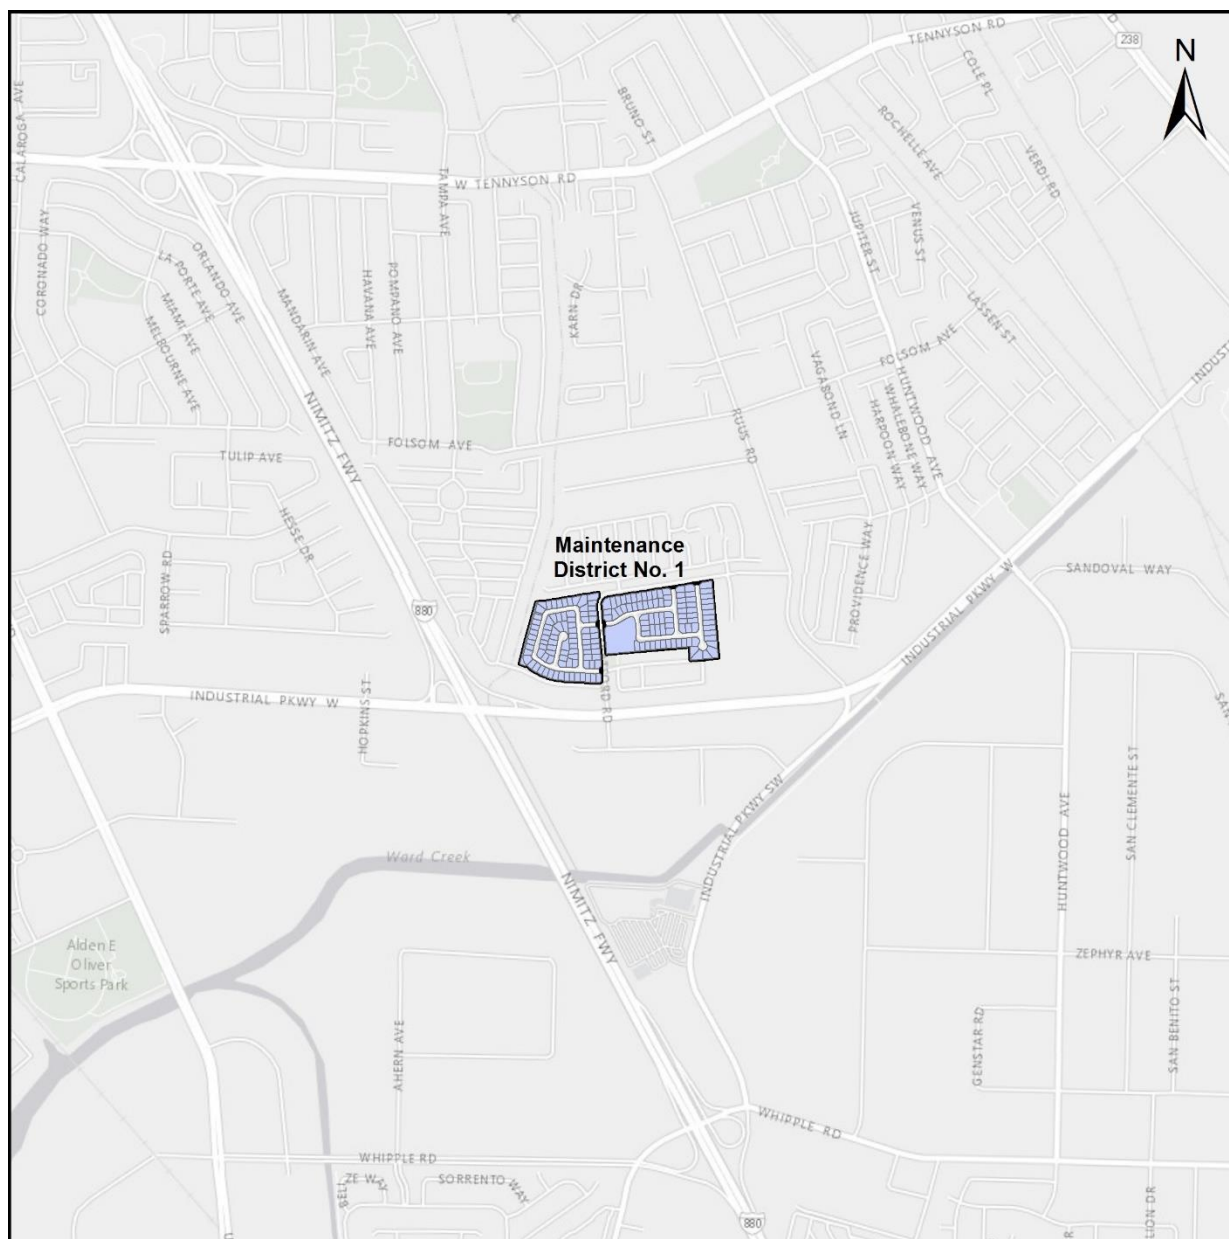 TENNYSON RD
238
N
COLE PL
CALAROGA AVE
BRUNO ST
ROCHELLE AVE
VERDI RD
W TENNYSON RD
TAMPA AVE
CORONADO WAY
ORLANDO AVE
LA PORTE AVE
MIAMI AVE
MELBOURNE AVE
MANDARIN AVE
HAVANA AVE
POMPANO AVE
KARN DR
JUPITER ST
VENUS ST
LASSEN ST
FOLSOM AVE
VAGABOND LN
HUNTWOOD AVE
WHALEBONE WAY
HARPOON WAY
NIMITZ FWY
RUUS RD
FOLSOM AVE
TULIP AVE
HESSE DR
SPARROW RD
PROVIDENCE WAY
Maintenance
District No. 1
SANDOVAL WAY
880
INDUSTRIAL PKWY W
INDUSTRIAL PKWY W
HOPKINS ST
INDUSTRIAL PKWY SW
HUNTWOOD AVE
SAN CLEMENTE ST
Ward Creek
NIMITZ FWY
Alden E
Oliver
Sports Park
ZEPHYR AVE
SAN BENITO ST
GENSTAR RD
AHERN AVE
WHIPPLE RD
WHIPPLE RD
SORRENTO WAY
880